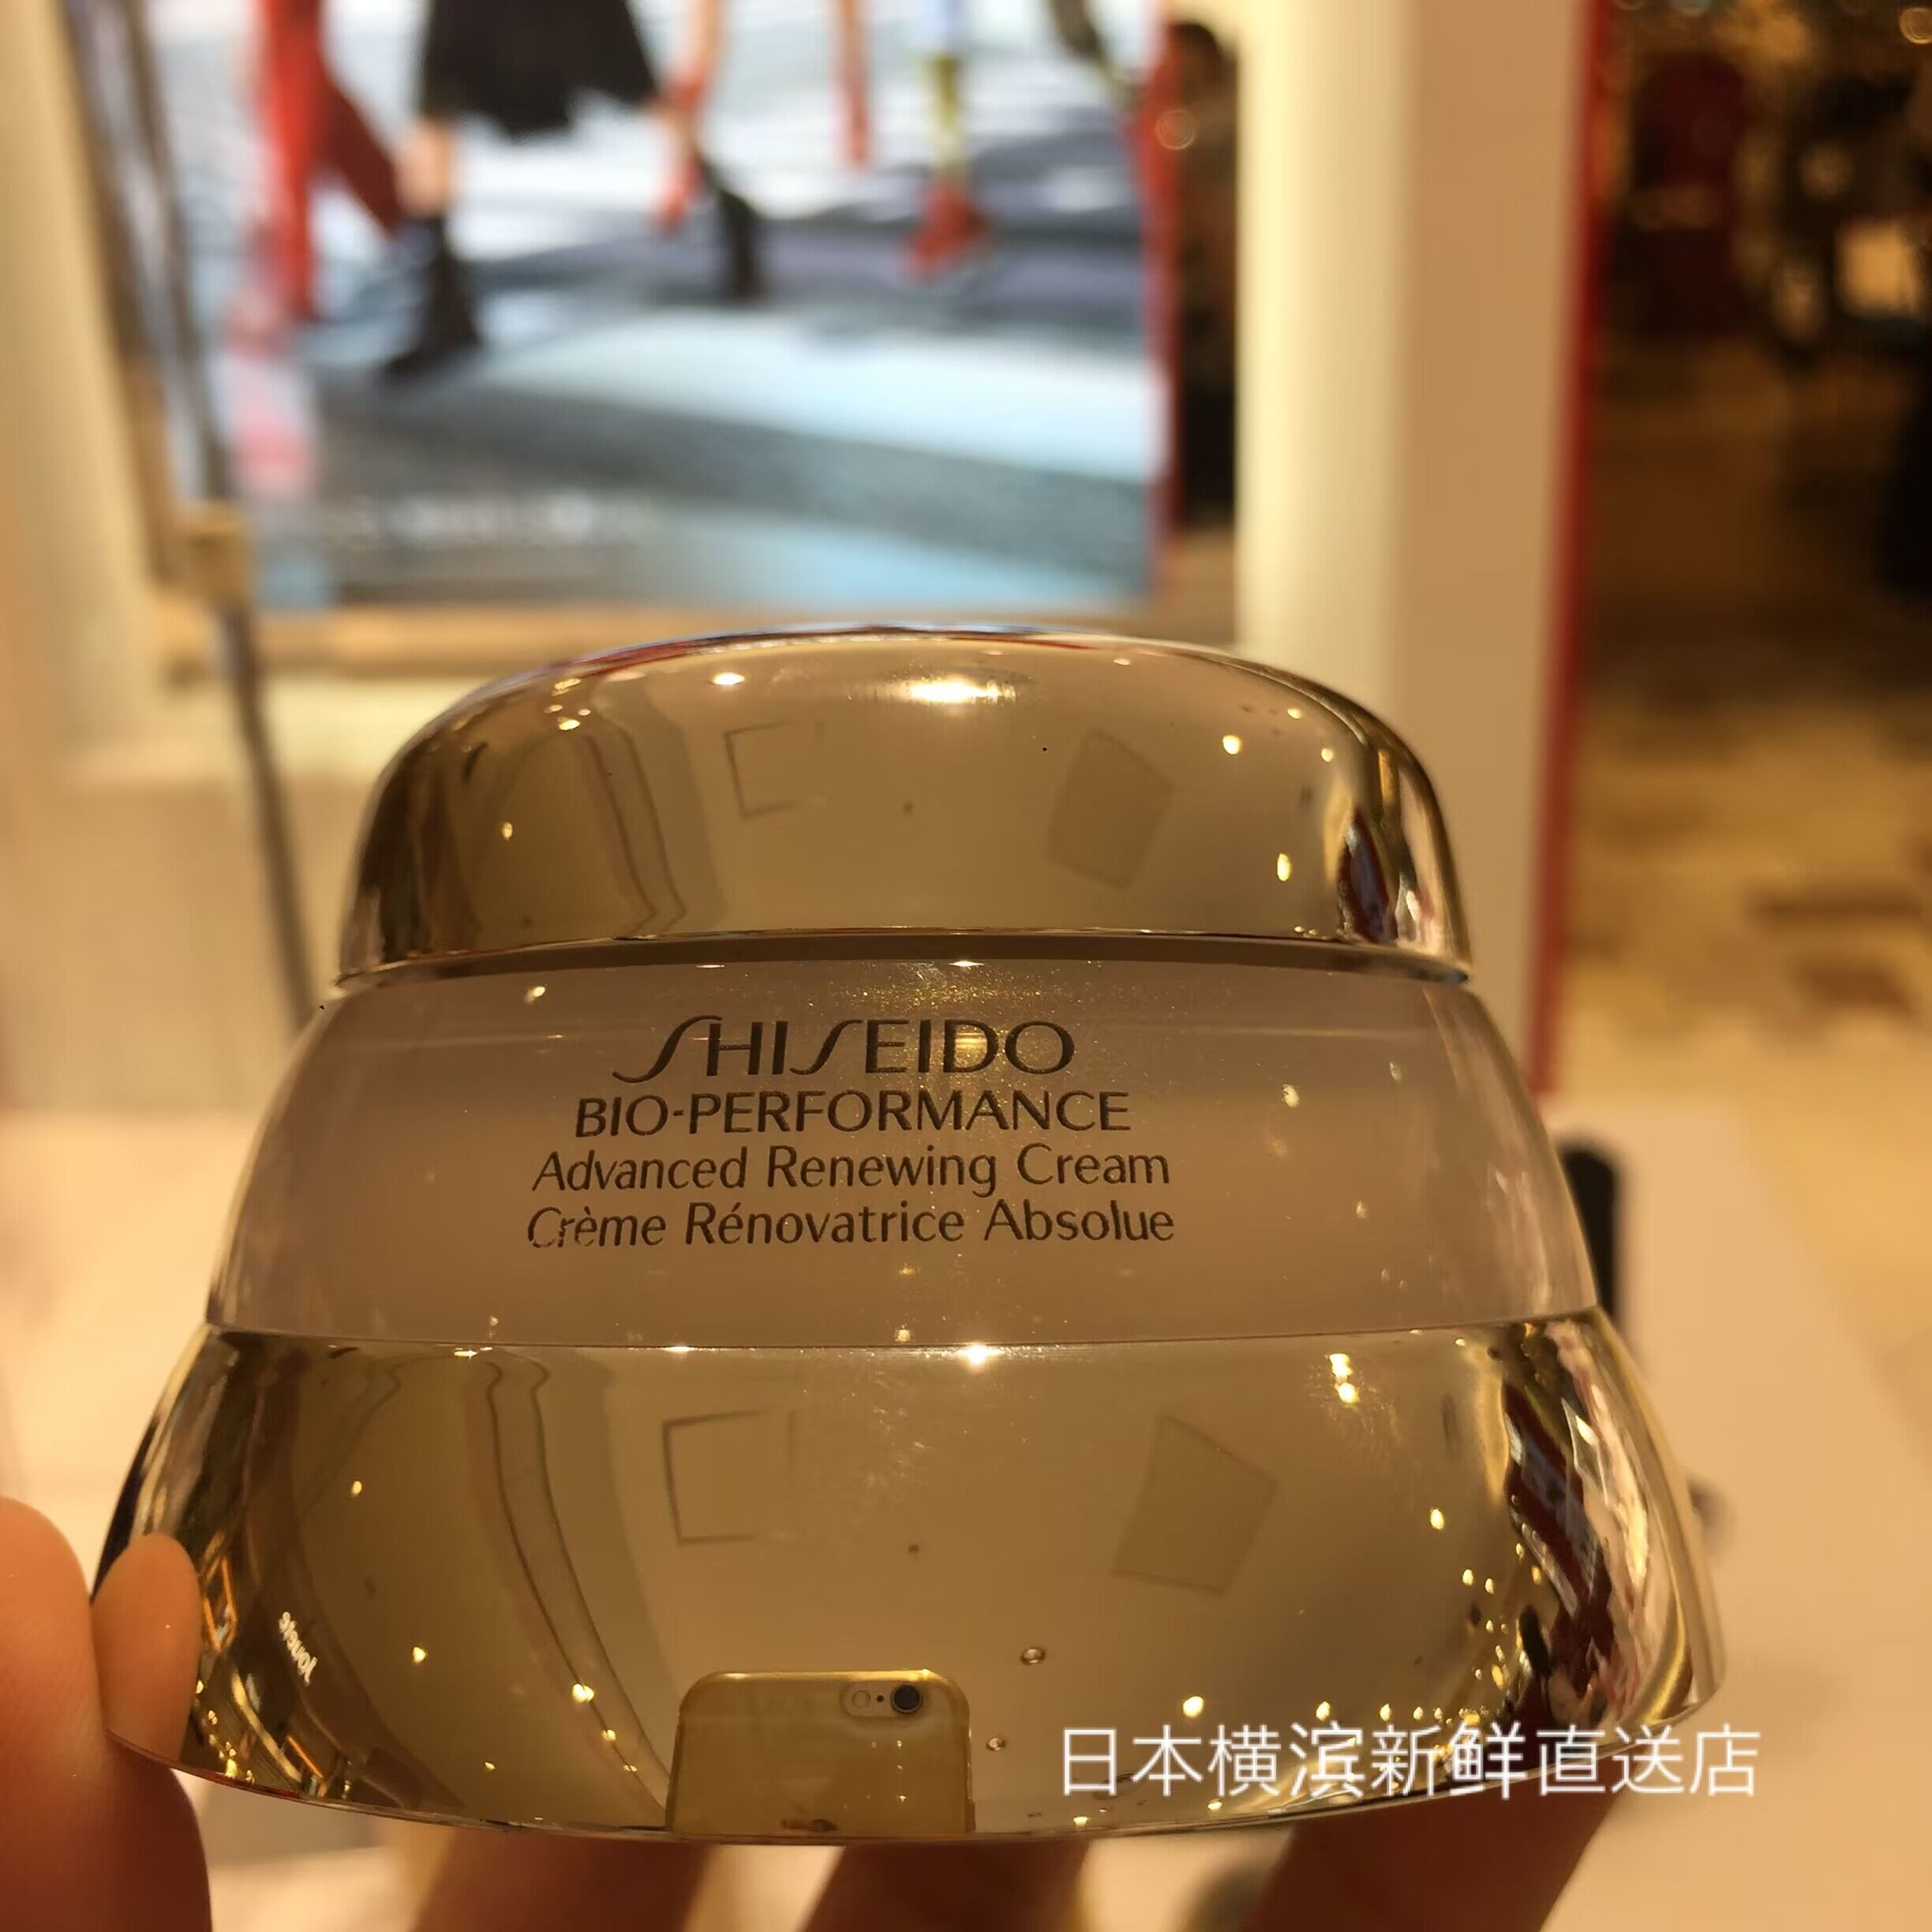 SHISEIDO
BIO-PERFORMANCE
Advanced Renewing Cream
Crème Rénovatrice Absolue
日本横滨新鲜直送店